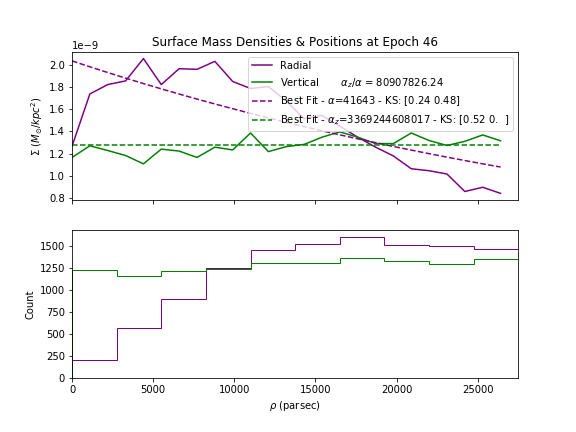 Surface Mass Densities & Positions at Epoch 46
1e−9
2.0
1.8
1.6
1.4
1.2
1.0
0.8
Σ (M⊙/kpc²)
Radial
Vertical α_z/α = 80907826.24
Best Fit - α=41643 - KS: [0.24 0.48]
Best Fit - α_z=3369244608017 - KS: [0.52 0. ]
1500
1250
1000
750
500
250
0
Count
0 5000 10000 15000 20000 25000
ρ (parsec)